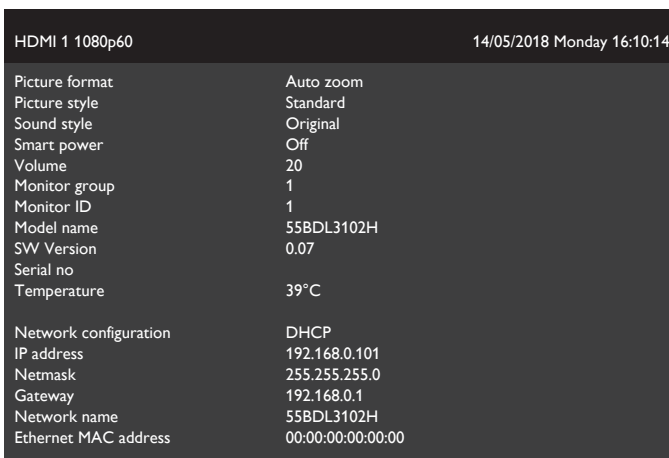 HDMI 1 1080p60 14/05/2018 Monday 16:10:14
Picture format Auto zoom
Picture style Standard
Sound style Original
Smart power Off
Volume 20
Monitor group 1
Monitor ID 1
Model name 55BDL3102H
SW Version 0.07
Serial no
Temperature 39°C
Network configuration DHCP
IP address 192.168.0.101
Netmask 255.255.255.0
Gateway 192.168.0.1
Network name 55BDL3102H
Ethernet MAC address 00:00:00:00:00:00